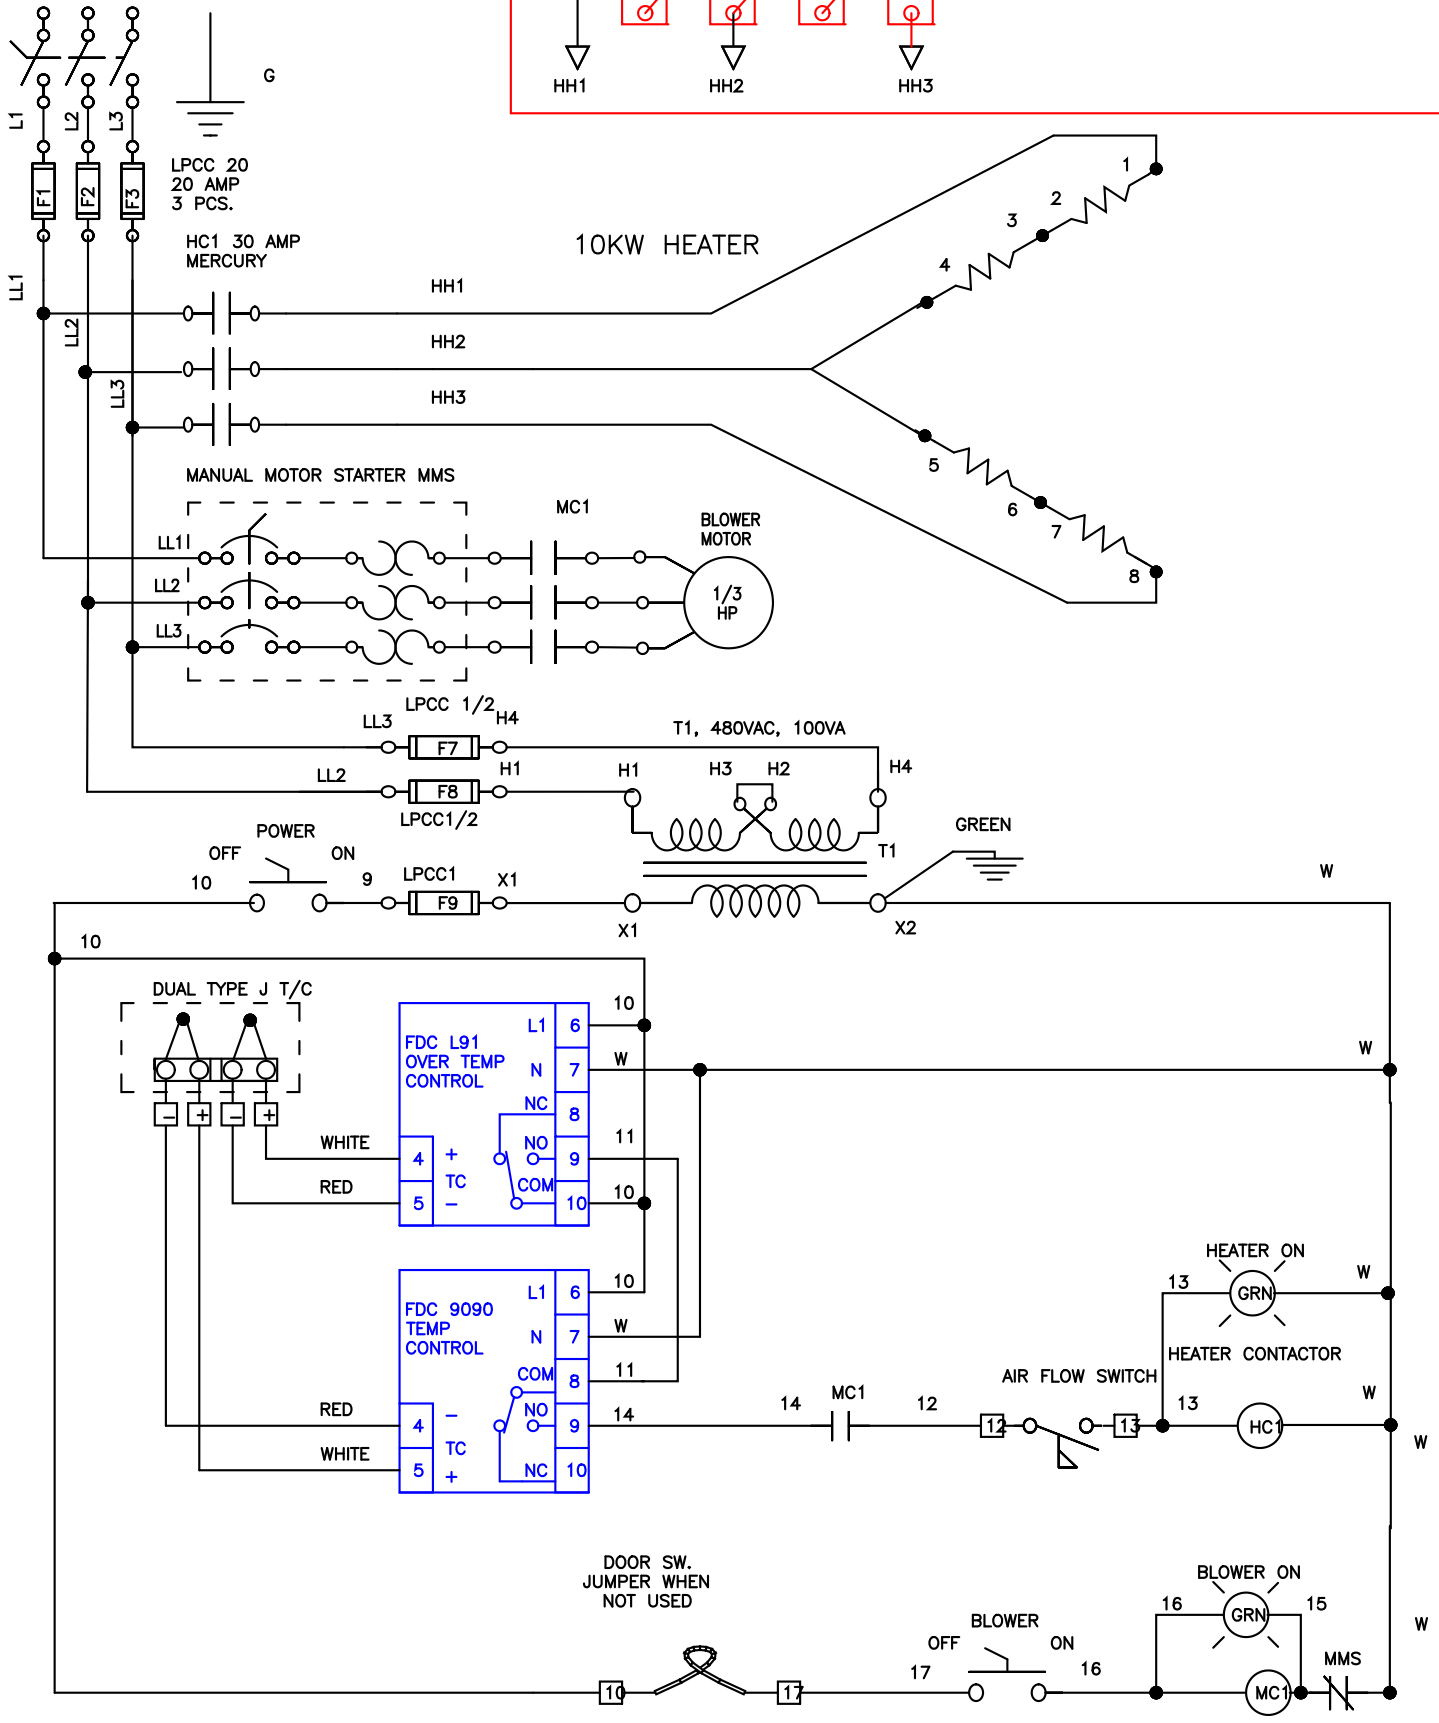 HH1
HH2
HH3
G
L1
L2
L3
F1
F2
F3
LPCC 20
20 AMP
3 PCS.
HC1 30 AMP
MERCURY
10KW HEATER
1
2
3
4
LL1
LL2
LL3
HH1
HH2
HH3
5
6
7
8
MANUAL MOTOR STARTER MMS
MC1
BLOWER
MOTOR
LL1
LL2
LL3
1/3
HP
LPCC 1/2
LL3
H4
F7
T1, 480VAC, 100VA
LL2
H1
F8
LPCC1/2
H1
H3
H2
H4
T1
POWER
OFF
ON
10
9
LPCC1
F9
X1
X1
X2
GREEN
W
10
DUAL TYPE J T/C
-
+
-
+
WHITE
RED
FDC L91
OVER TEMP
CONTROL
L1
6
N
7
NC
8
NO
9
COM
10
4
+
TC
5
-
10
W
11
10
W
FDC 9090
TEMP
CONTROL
L1
6
N
7
COM
8
NO
9
NC
10
4
-
TC
5
+
RED
WHITE
10
W
11
14
14
MC1
12
12
AIR FLOW SWITCH
13
HEATER ON
13
GRN
W
HEATER CONTACTOR
13
HC1
W
W
DOOR SW.
JUMPER WHEN
NOT USED
10
17
17
BLOWER
OFF
ON
16
BLOWER ON
16
GRN
15
MC1
MMS
W